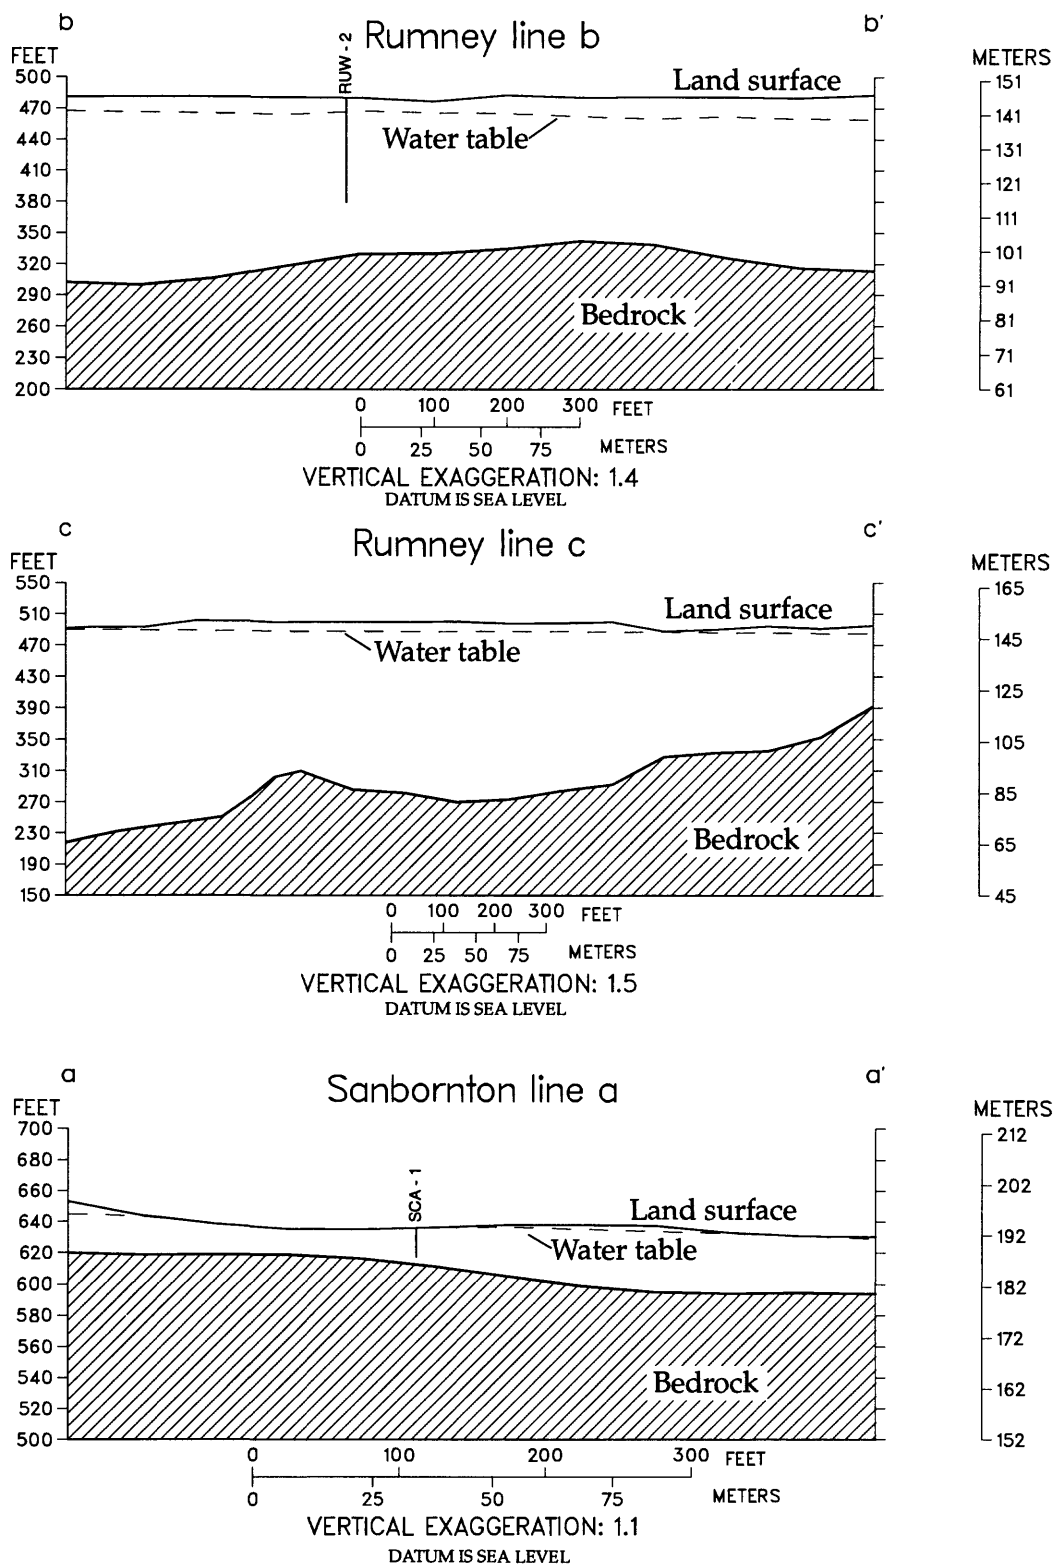 b Rumney line b b'
FEET RUW - 2 METERS
500 Land surface 151
470 141
440 Water table 131
410 121
380 111
350 101
320 91
290 Bedrock 81
260 71
230 61
200
0 100 200 300 FEET
0 25 50 75 METERS
VERTICAL EXAGGERATION: 1.4
DATUM IS SEA LEVEL
c Rumney line c c'
FEET METERS
550 165
510 Land surface
470 Water table 145
430 125
390
350 105
310
270 85
230 Bedrock 65
190
150 45
0 100 200 300 FEET
0 25 50 75 METERS
VERTICAL EXAGGERATION: 1.5
DATUM IS SEA LEVEL
a Sanbornton line a a'
FEET METERS
700 212
680
660 SCA - 1 202
640 Land surface
620 Water table 192
600 182
580
560 172
540 Bedrock 162
520
500 152
0 100 200 300 FEET
0 25 50 75 METERS
VERTICAL EXAGGERATION: 1.1
DATUM IS SEA LEVEL